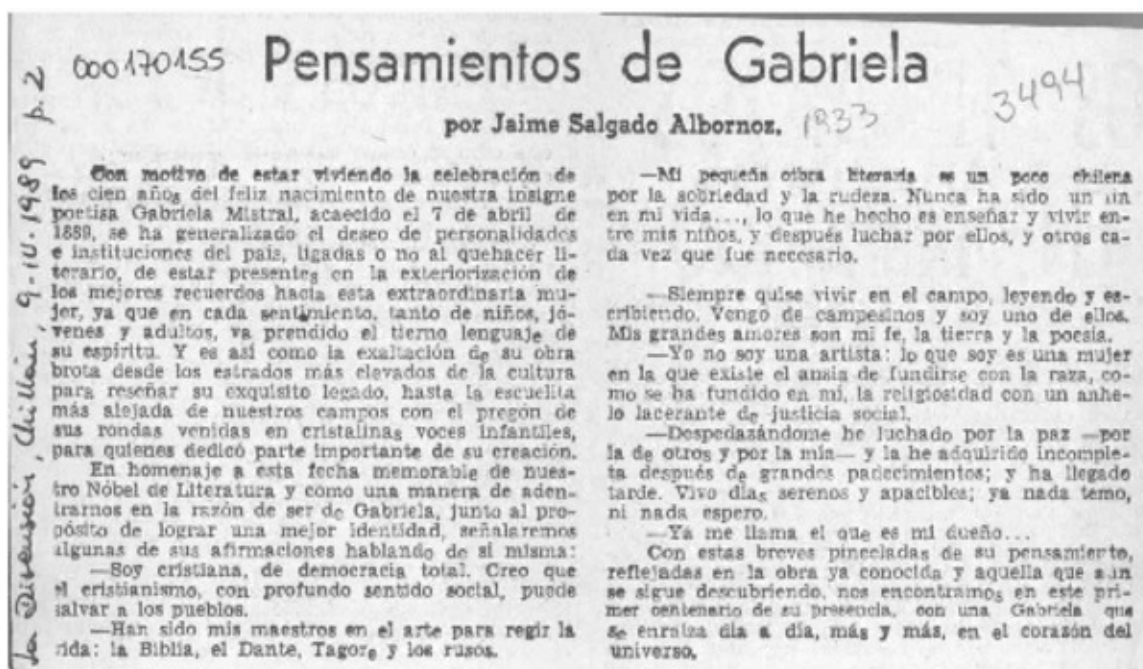 000170155
Pensamientos de Gabriela
3494
por Jaime Salgado Albornoz.
1933
La Discusión, Chillán, 9-IV-1989 p.2
Con motivo de estar viviendo la celebración de
los cien años del feliz nacimiento de nuestra insigne
poetisa Gabriela Mistral, acaecido el 7 de abril de
1889, se ha generalizado el deseo de personalidades
e instituciones del país, ligadas o no al quehacer li-
terario, de estar presentes en la exteriorización de
los mejores recuerdos hacia esta extraordinaria mu-
jer, ya que en cada sentimiento, tanto de niños, jó-
venes y adultos, va prendido el tierno lenguaje de
su espíritu. Y es así como la exaltación de su obra
brota desde los estrados más elevados de la cultura
para reseñar su exquisito legado, hasta la escuelita
más alejada de nuestros campos con el pregón de
sus rondas venidas en cristalinas voces infantiles,
para quienes dedicó parte importante de su creación.
En homenaje a esta fecha memorable de nues-
tro Nóbel de Literatura y como una manera de aden-
trarnos en la razón de ser de Gabriela, junto al pro-
pósito de lograr una mejor identidad, señalaremos
algunas de sus afirmaciones hablando de sí misma:
—Soy cristiana, de democracia total. Creo que
el cristianismo, con profundo sentido social, puede
salvar a los pueblos.
—Han sido mis maestros en el arte para regir la
vida: la Biblia, el Dante, Tagore y los rusos.
—Mi pequeña obra literaria es un poco chilena
por la sobriedad y la rudeza. Nunca ha sido un fin
en mi vida..., lo que he hecho es enseñar y vivir en-
tre mis niños, y después luchar por ellos, y otros ca-
da vez que fue necesario.
—Siempre quise vivir en el campo, leyendo y es-
cribiendo. Vengo de campesinos y soy uno de ellos.
Mis grandes amores son mi fe, la tierra y la poesía.
—Yo no soy una artista: lo que soy es una mujer
en la que existe el ansia de fundirse con la raza, co-
mo se ha fundido en mí, la religiosidad con un anhe-
lo lacerante de justicia social.
—Despedazándome he luchado por la paz —por
la de otros y por la mía— y la he adquirido incomple-
ta después de grandes padecimientos; y ha llegado
tarde. Vivo días serenos y apacibles; ya nada temo,
ni nada espero.
—Ya me llama el que es mi dueño...
Con estas breves pinceladas de su pensamiento,
reflejadas en la obra ya conocida y aquella que aún
se sigue descubriendo, nos encontramos en este pri-
mer centenario de su presencia, con una Gabriela que
se enraiza día a día, más y más, en el corazón del
universo.